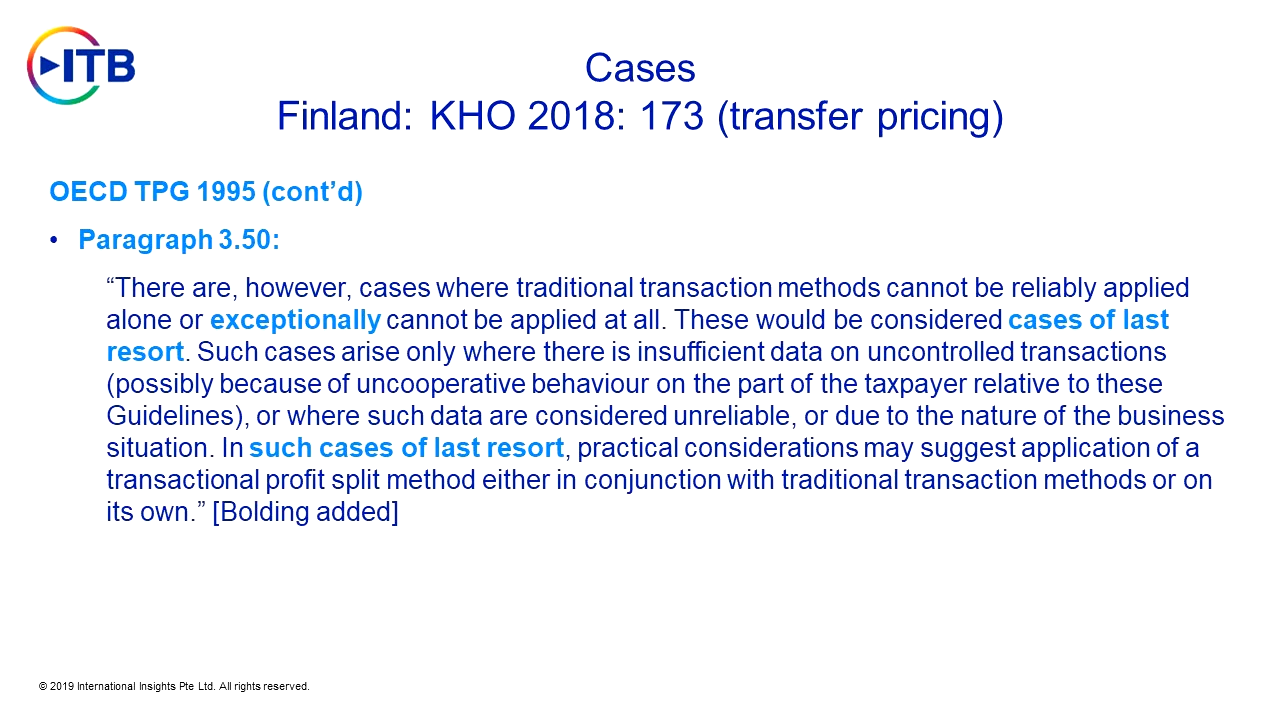 ITB
Cases
Finland: KHO 2018: 173 (transfer pricing)
OECD TPG 1995 (cont’d)
• Paragraph 3.50:
“There are, however, cases where traditional transaction methods cannot be reliably applied
alone or exceptionally cannot be applied at all. These would be considered cases of last
resort. Such cases arise only where there is insufficient data on uncontrolled transactions
(possibly because of uncooperative behaviour on the part of the taxpayer relative to these
Guidelines), or where such data are considered unreliable, or due to the nature of the business
situation. In such cases of last resort, practical considerations may suggest application of a
transactional profit split method either in conjunction with traditional transaction methods or on
its own.” [Bolding added]
© 2019 International Insights Pte Ltd. All rights reserved.